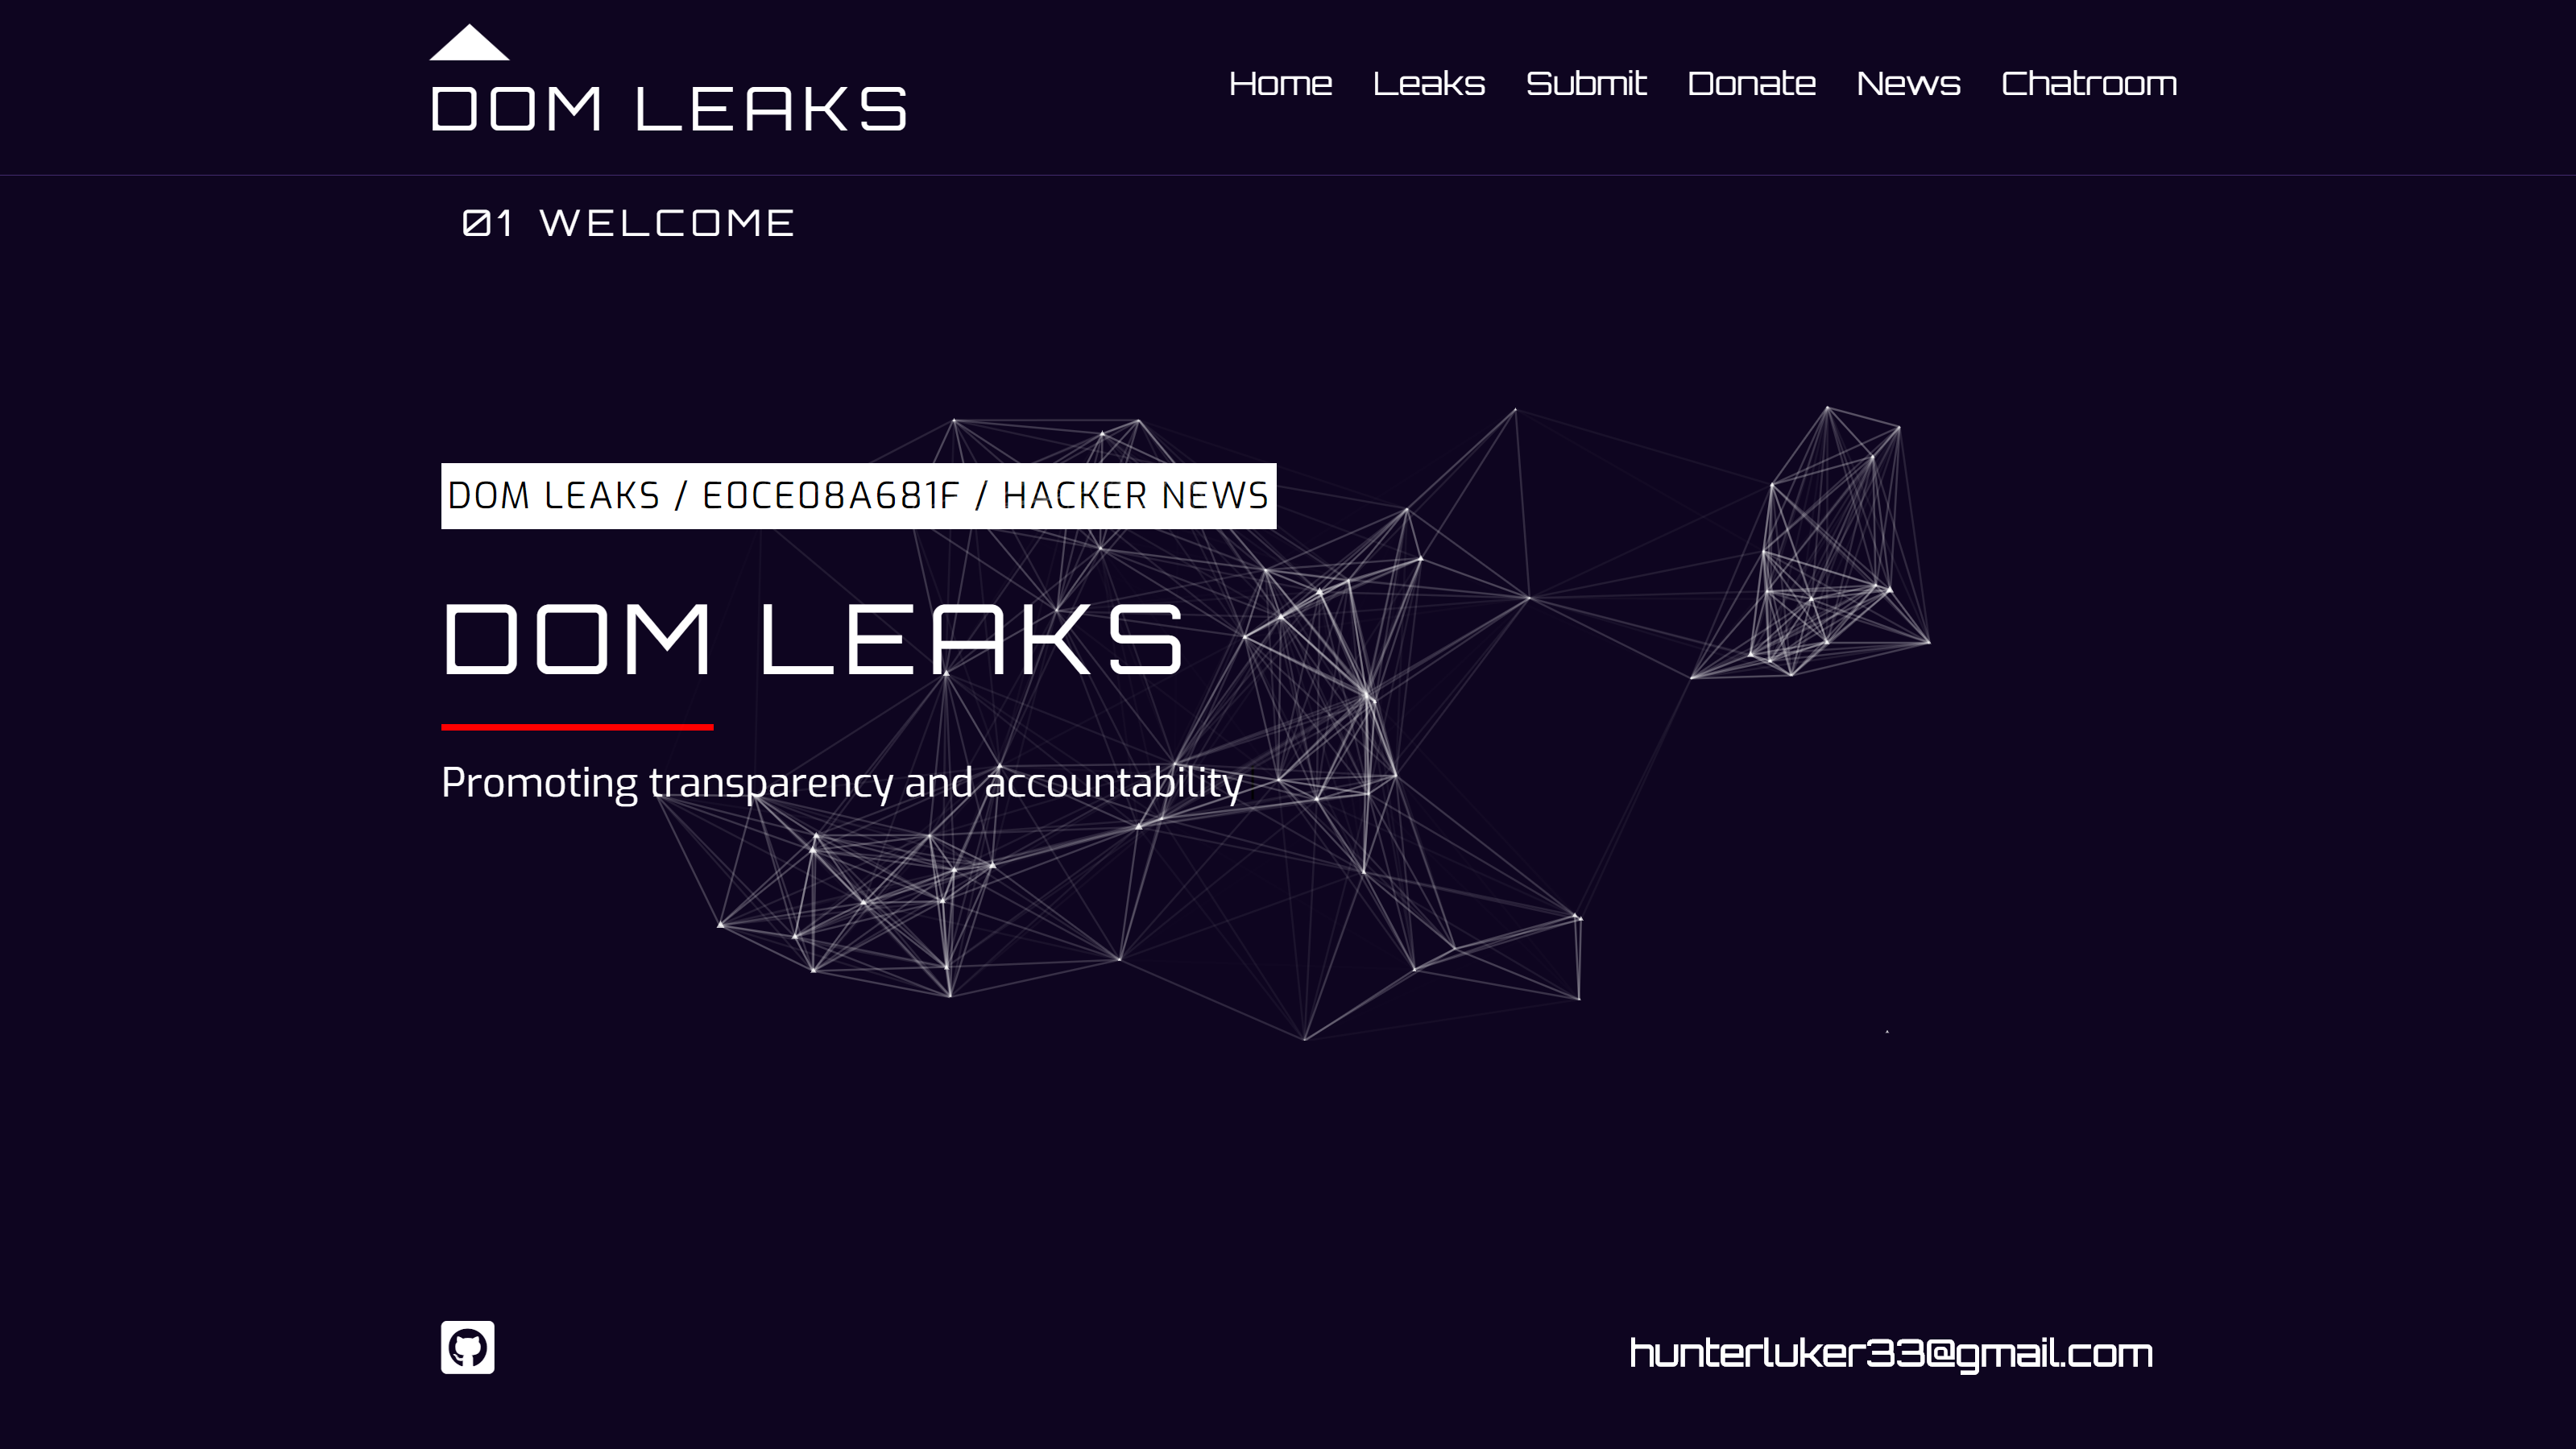 DOM LEAKS
Home Leaks Submit Donate News Chatroom
01 WELCOME
DOM LEAKS / E0CE08A681F / HACKER NEWS
DOM LEAKS
Promoting transparency and accountability
hunterluker33@gmail.com